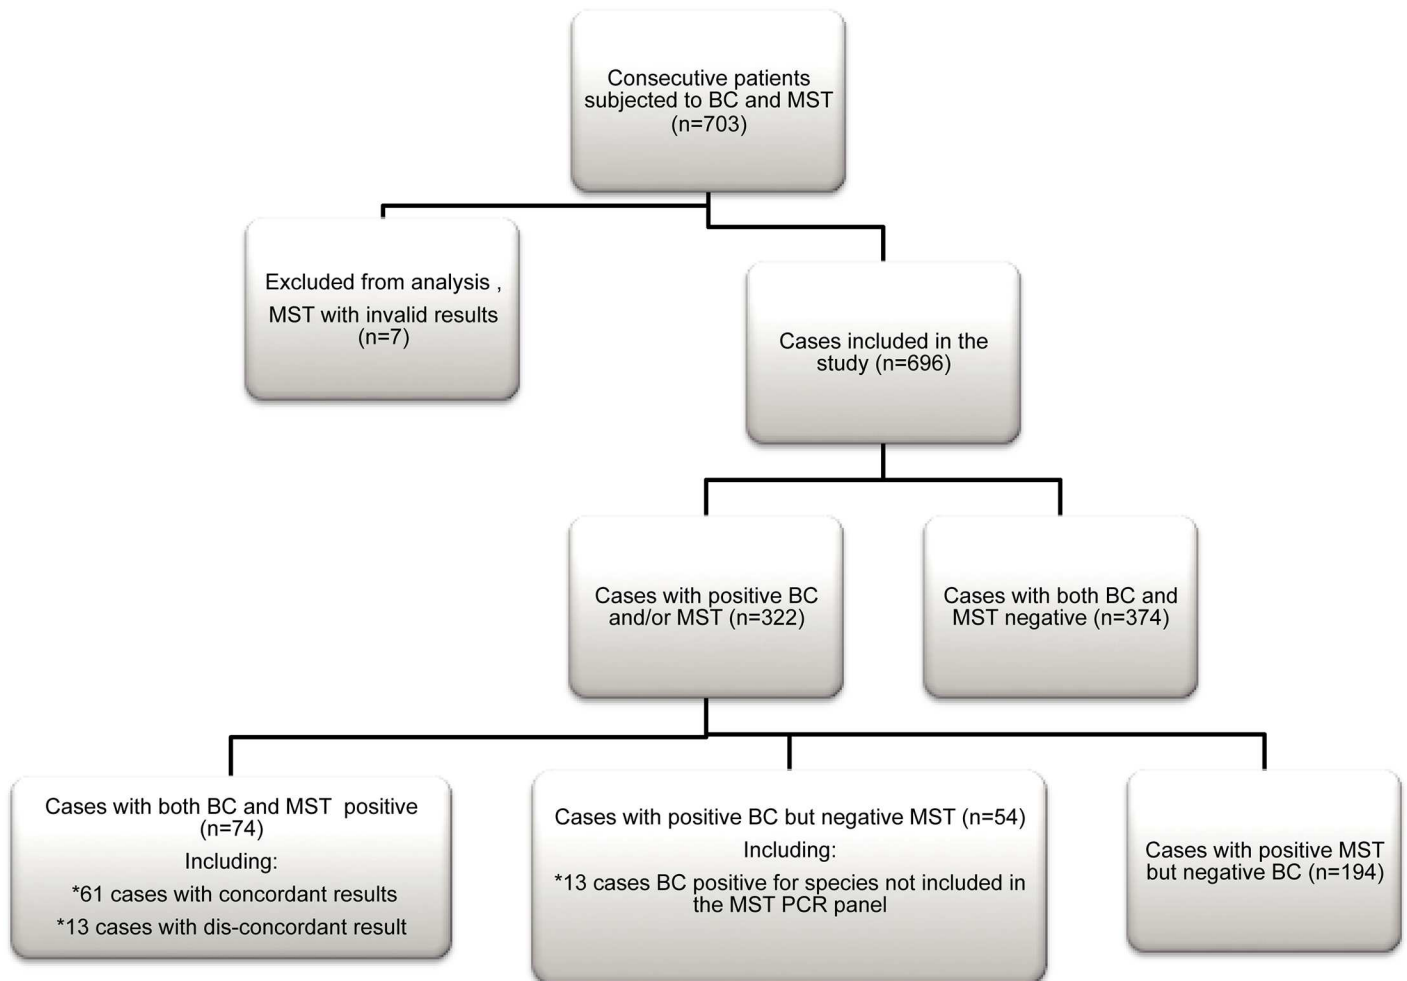 Consecutive patients
subjected to BC and MST
(n=703)
Excluded from analysis ,
MST with invalid results
(n=7)
Cases included in the
study (n=696)
Cases with positive BC
and/or MST (n=322)
Cases with both BC and
MST negative (n=374)
Cases with both BC and MST  positive
(n=74)
Including:
*61 cases with concordant results
*13 cases with dis-concordant result
Cases with positive BC but negative MST (n=54)
Including:
*13 cases BC positive for species not included in
the MST PCR panel
Cases with positive MST
but negative BC (n=194)